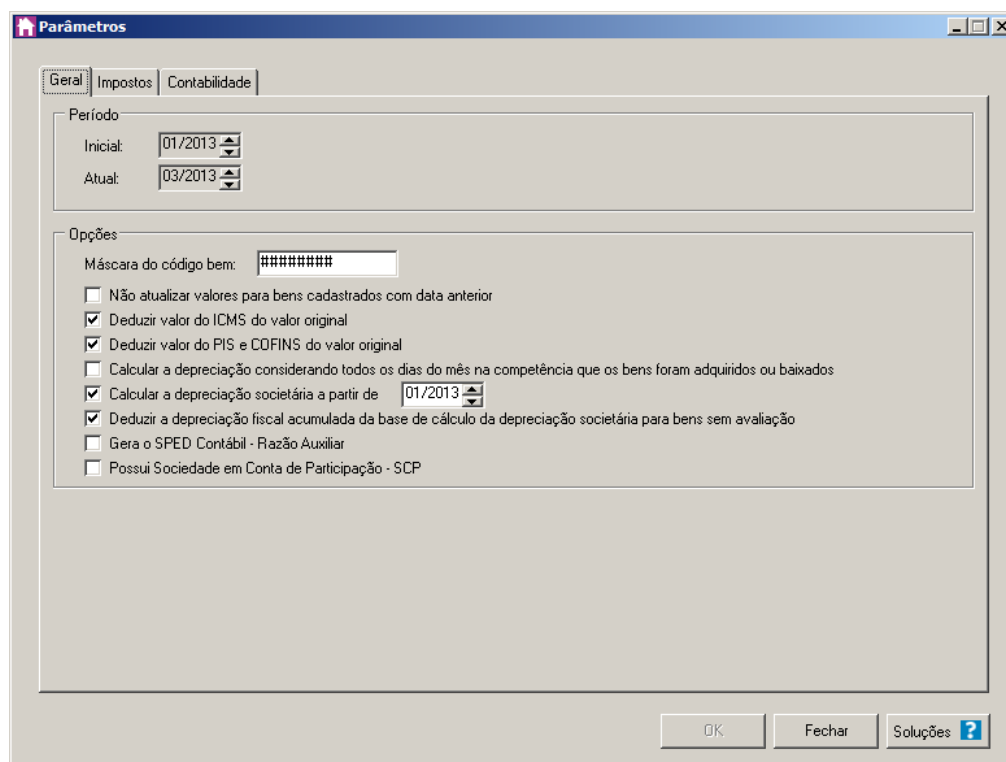 Parâmetros
Geral Impostos Contabilidade
Período
Inicial: 01/2013
Atual: 03/2013
Opções
Máscara do código bem: ########
Não atualizar valores para bens cadastrados com data anterior
Deduzir valor do ICMS do valor original
Deduzir valor do PIS e COFINS do valor original
Calcular a depreciação considerando todos os dias do mês na competência que os bens foram adquiridos ou baixados
Calcular a depreciação societária a partir de 01/2013
Deduzir a depreciação fiscal acumulada da base de cálculo da depreciação societária para bens sem avaliação
Gera o SPED Contábil - Razão Auxiliar
Possui Sociedade em Conta de Participação - SCP
OK Fechar Soluções ?